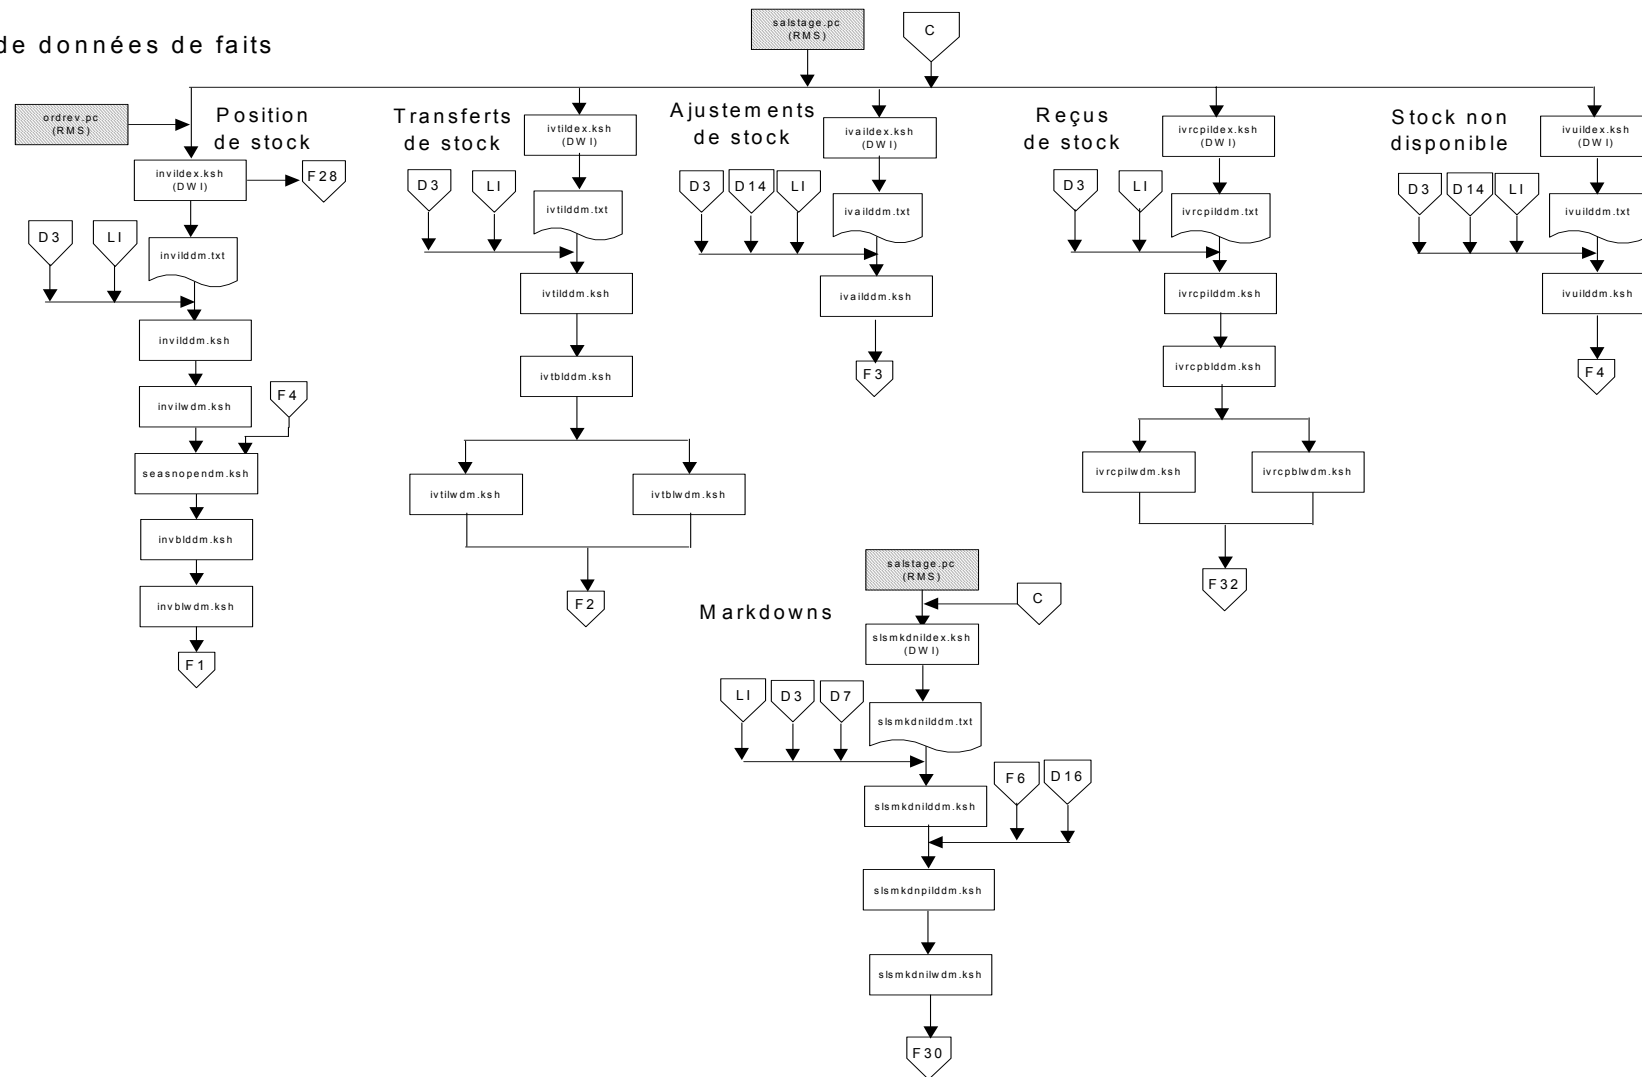 de données de faits
salstage.pc
(RMS)
C
ordrev.pc
(RMS)
Position
de stock
invildex.ksh
(DWI)
F28
D3
LI
invilddm.txt
invilddm.ksh
invilwdm.ksh
F4
seasnopendm.ksh
invblddm.ksh
invblwdm.ksh
F1
Transferts
de stock
ivtildex.ksh
(DWI)
D3
LI
ivtilddm.txt
ivtilddm.ksh
ivtblddm.ksh
ivtilwdm.ksh
ivtblwdm.ksh
F2
Ajustements
de stock
ivaildex.ksh
(DWI)
D3
D14
LI
ivailddm.txt
ivailddm.ksh
F3
Reçus
de stock
ivrcpildex.ksh
(DWI)
D3
LI
ivrcpilddm.txt
ivrcpilddm.ksh
ivrcpblddm.ksh
ivrcpilwdm.ksh
ivrcpblwdm.ksh
F32
Stock non
disponible
ivuildex.ksh
(DWI)
D3
D14
LI
ivuilddm.txt
ivuilddm.ksh
F4
Markdowns
salstage.pc
(RMS)
C
slsmkdnildex.ksh
(DWI)
LI
D3
D7
slsmkdnilddm.txt
slsmkdnilddm.ksh
F6
D16
slsmkdnpilddm.ksh
slsmkdnilwdm.ksh
F30